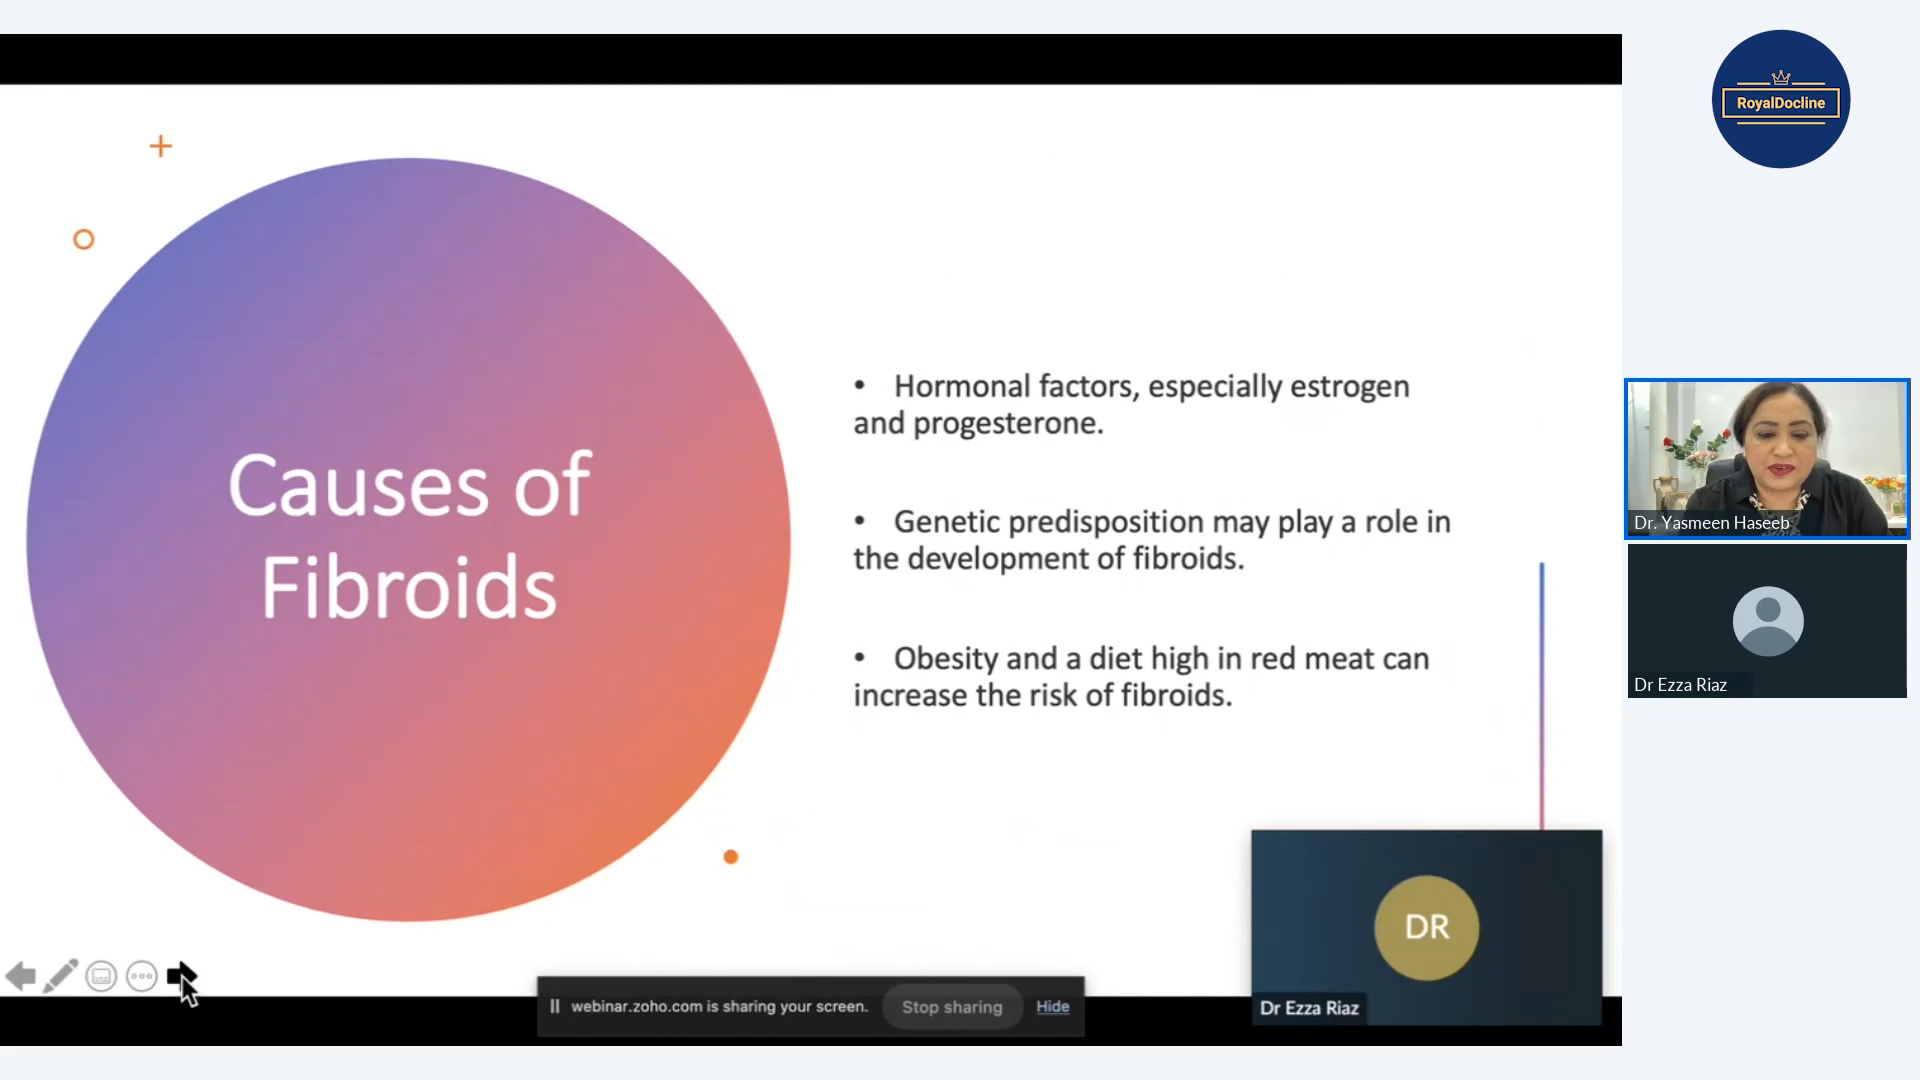 RoyalDocline
Causes of
Fibroids
• Hormonal factors, especially estrogen
and progesterone.
• Genetic predisposition may play a role in
the development of fibroids.
• Obesity and a diet high in red meat can
increase the risk of fibroids.
Dr. Yasmeen Haseeb
Dr Ezza Riaz
DR
Dr Ezza Riaz
webinar.zoho.com is sharing your screen.
Stop sharing
Hide